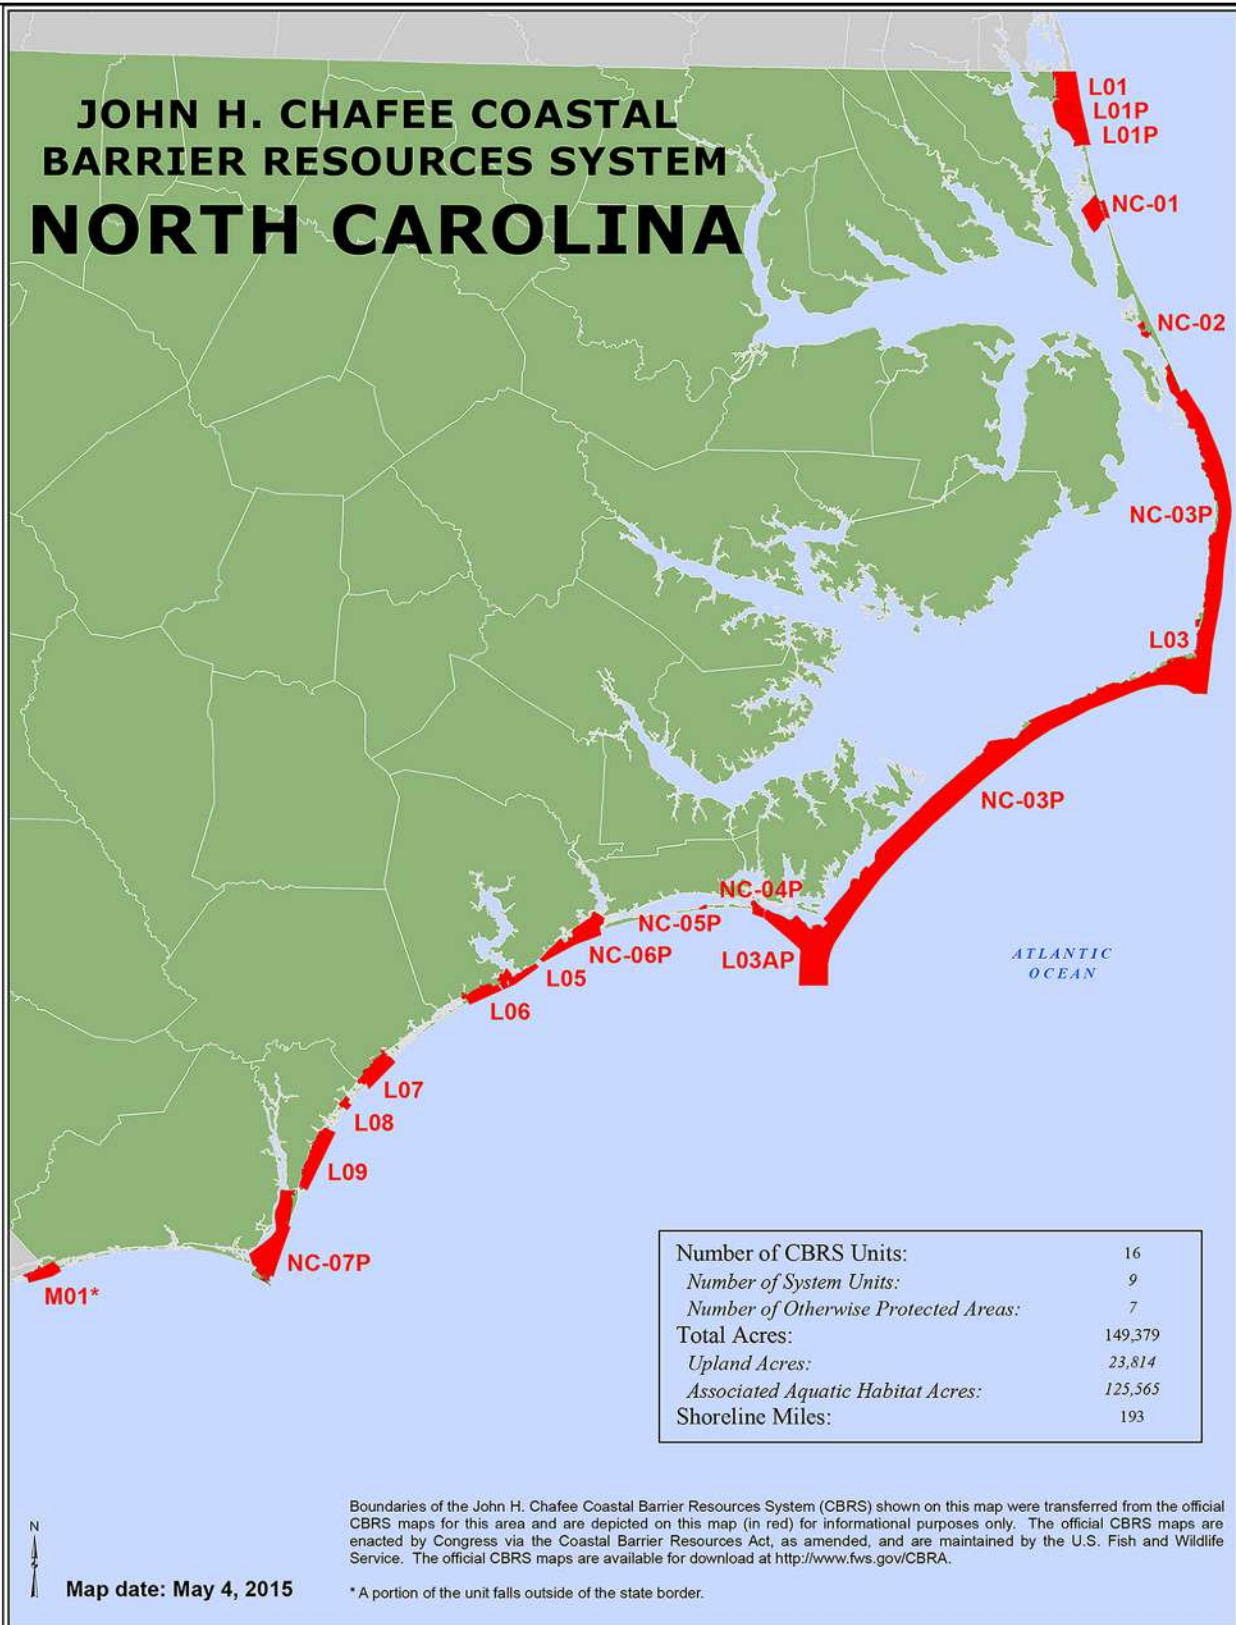 JOHN H. CHAFEE COASTAL
BARRIER RESOURCES SYSTEM
NORTH CAROLINA
L01
L01P
L01P
NC-01
NC-02
NC-03P
L03
NC-03P
NC-04P
NC-05P
NC-06P
L03AP
L05
L06
ATLANTIC
OCEAN
L07
L08
L09
NC-07P
M01*
Number of CBRS Units: 16
Number of System Units: 9
Number of Otherwise Protected Areas: 7
Total Acres: 149,379
Upland Acres: 23,814
Associated Aquatic Habitat Acres: 125,565
Shoreline Miles: 193
Boundaries of the John H. Chafee Coastal Barrier Resources System (CBRS) shown on this map were transferred from the official
CBRS maps for this area and are depicted on this map (in red) for informational purposes only. The official CBRS maps are
enacted by Congress via the Coastal Barrier Resources Act, as amended, and are maintained by the U.S. Fish and Wildlife
Service. The official CBRS maps are available for download at http://www.fws.gov/CBRA.
N
Map date: May 4, 2015
* A portion of the unit falls outside of the state border.